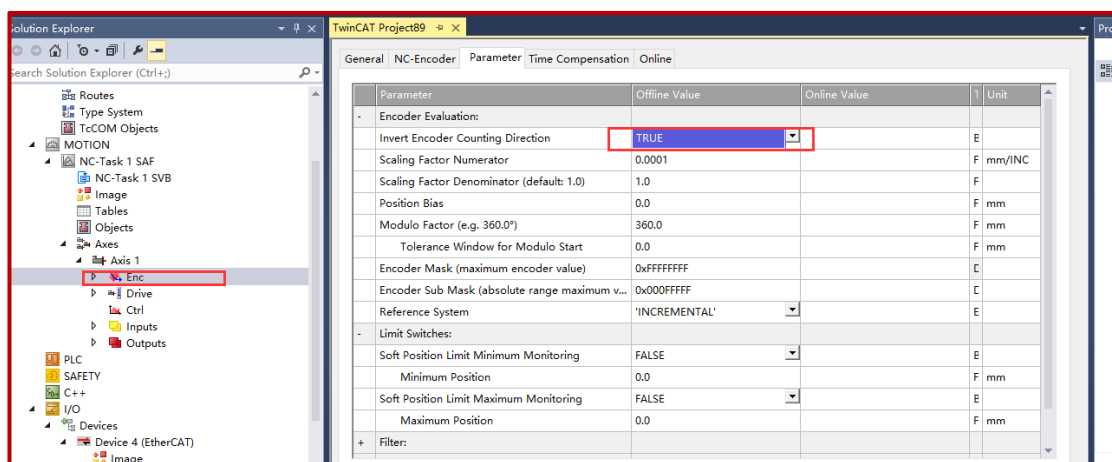 Solution Explorer
TwinCAT Project89
Pro
Search Solution Explorer (Ctrl+;)
Routes
Type System
TcCOM Objects
MOTION
NC-Task 1 SAF
NC-Task 1 SVB
Image
Tables
Objects
Axes
Axis 1
Enc
Drive
Ctrl
Inputs
Outputs
PLC
SAFETY
C++
I/O
Devices
Device 4 (EtherCAT)
Image
General NC-Encoder Parameter Time Compensation Online
Parameter Offline Value Online Value T Unit
- Encoder Evaluation:
Invert Encoder Counting Direction TRUE E
Scaling Factor Numerator 0.0001 F mm/INC
Scaling Factor Denominator (default: 1.0) 1.0 F
Position Bias 0.0 F mm
Modulo Factor (e.g. 360.0°) 360.0 F mm
Tolerance Window for Modulo Start 0.0 F mm
Encoder Mask (maximum encoder value) 0xFFFFFFFF
Encoder Sub Mask (absolute range maximum v... 0x000FFFFF
Reference System 'INCREMENTAL' E
- Limit Switches:
Soft Position Limit Minimum Monitoring FALSE E
Minimum Position 0.0 F mm
Soft Position Limit Maximum Monitoring FALSE E
Maximum Position 0.0 F mm
+ Filter: